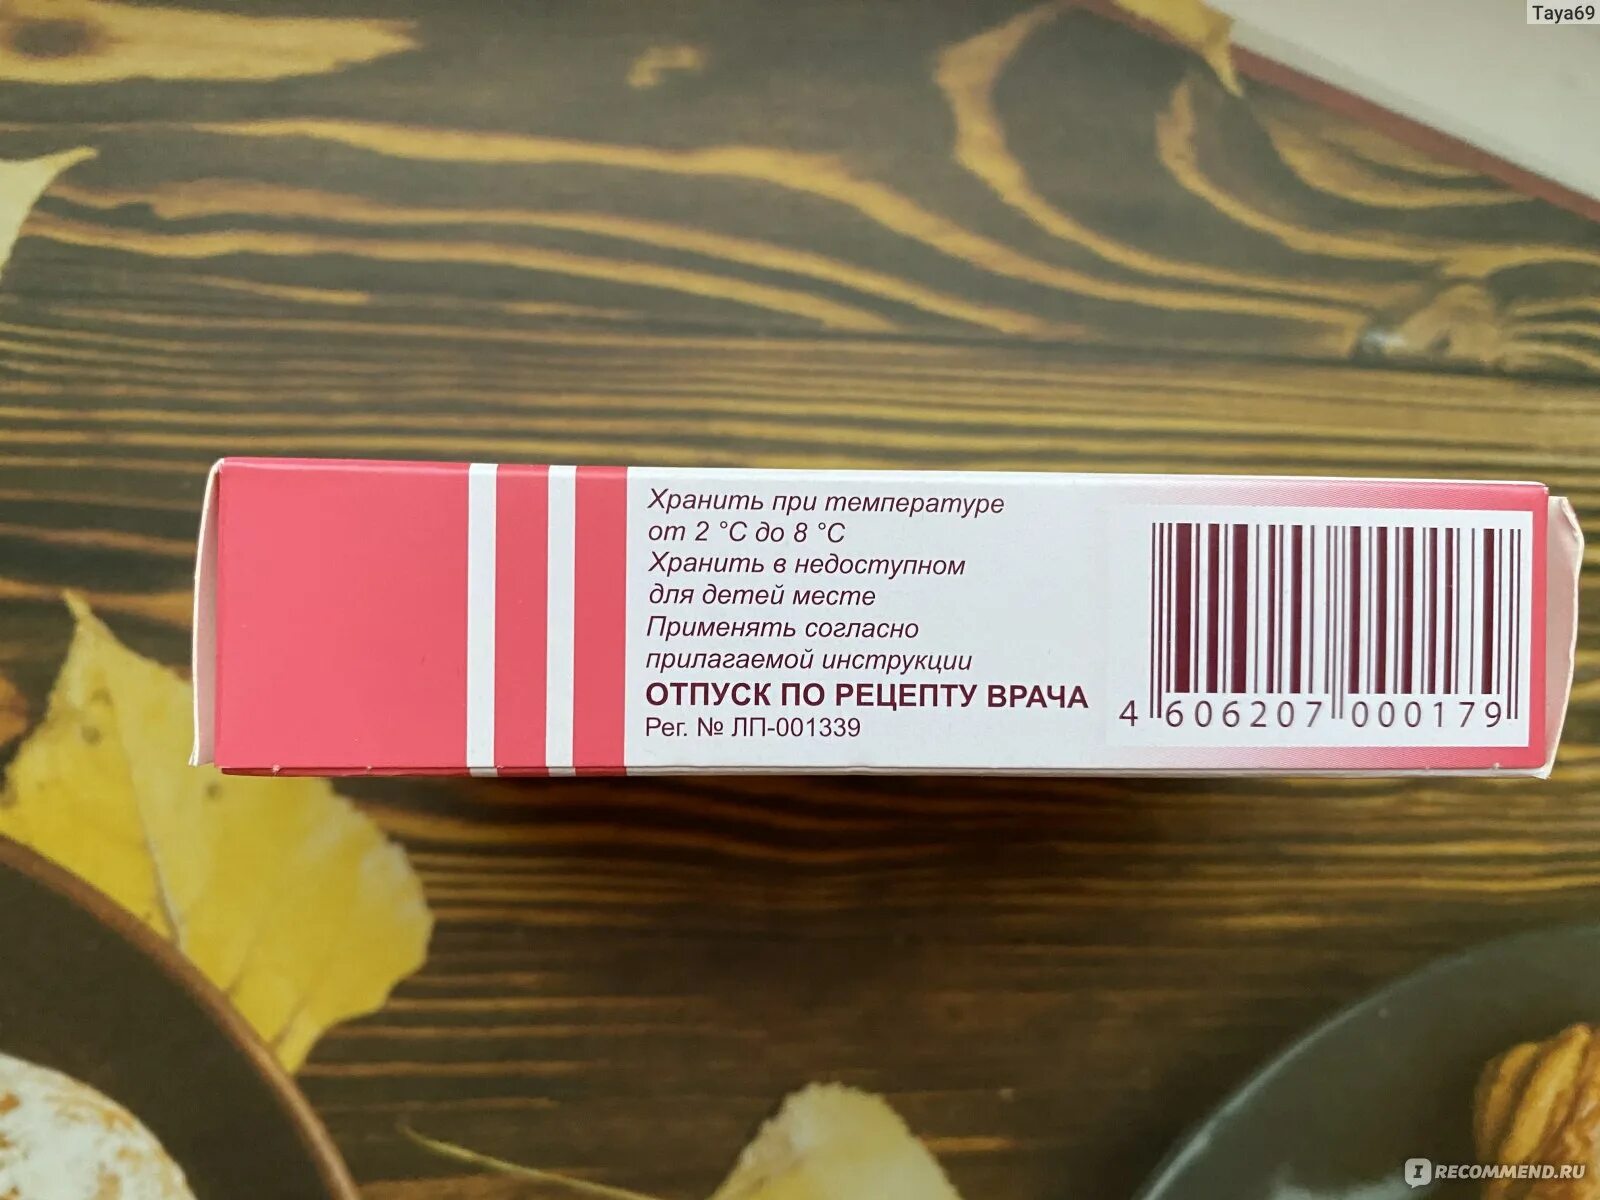 Taya69
Хранить при температуре
от 2 °С до 8 °С
Хранить в недоступном
для детей месте
Применять согласно
прилагаемой инструкции
ОТПУСК ПО РЕЦЕПТУ ВРАЧА
Рег. № ЛП-001339
4 606207 000179
IRECOMMEND.RU